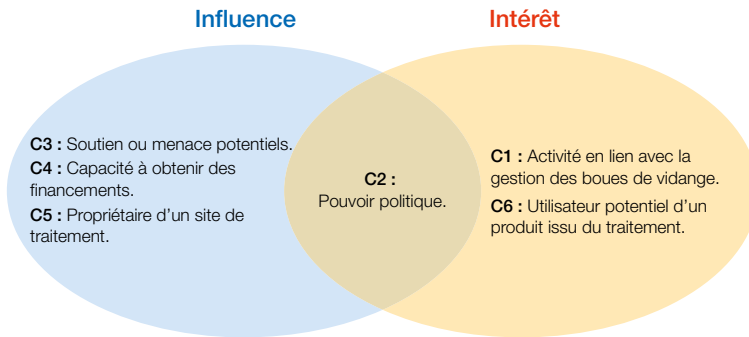 Influence
Intérêt
C3 : Soutien ou menace potentiels.
C4 : Capacité à obtenir des
financements.
C5 : Propriétaire d'un site de
traitement.
C2 :
Pouvoir politique.
C1 : Activité en lien avec la
gestion des boues de vidange.
C6 : Utilisateur potentiel d'un
produit issu du traitement.